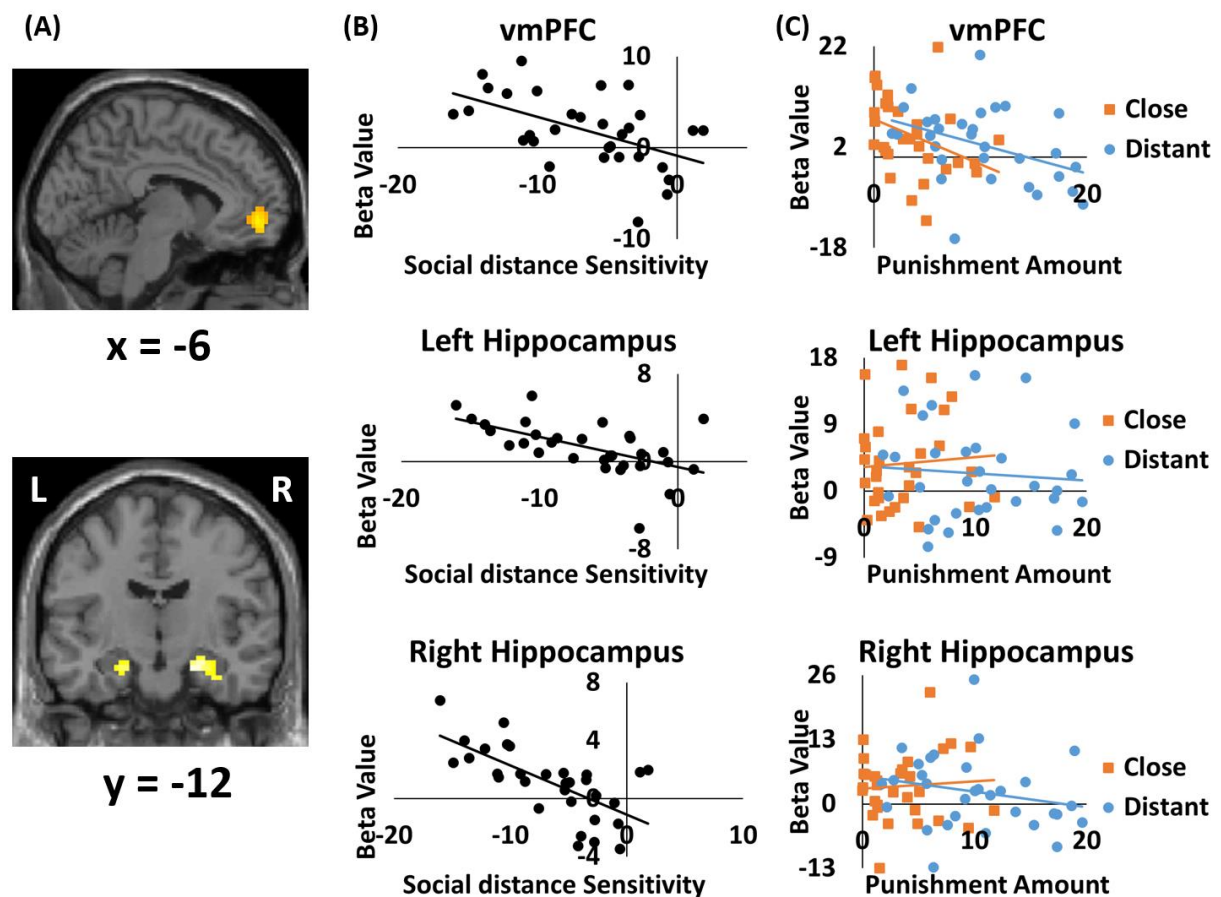 (A)
x = -6
L R
y = -12
(B)
vmPFC
10
0
-20 -10 0
-10
Beta Value
Social distance Sensitivity
Left Hippocampus
8
0
-20 -10 0
-8
Beta Value
Social distance Sensitivity
Right Hippocampus
8
4
0
-20 -10 0 10
-4
Beta Value
Social distance Sensitivity
(C)
vmPFC
22
2
0 20
-18
Beta Value
Punishment Amount
Close
Distant
Left Hippocampus
18
9
0
0 10 20
-9
Beta Value
Punishment Amount
Close
Distant
Right Hippocampus
26
13
0
0 10 20
-13
Beta Value
Punishment Amount
Close
Distant